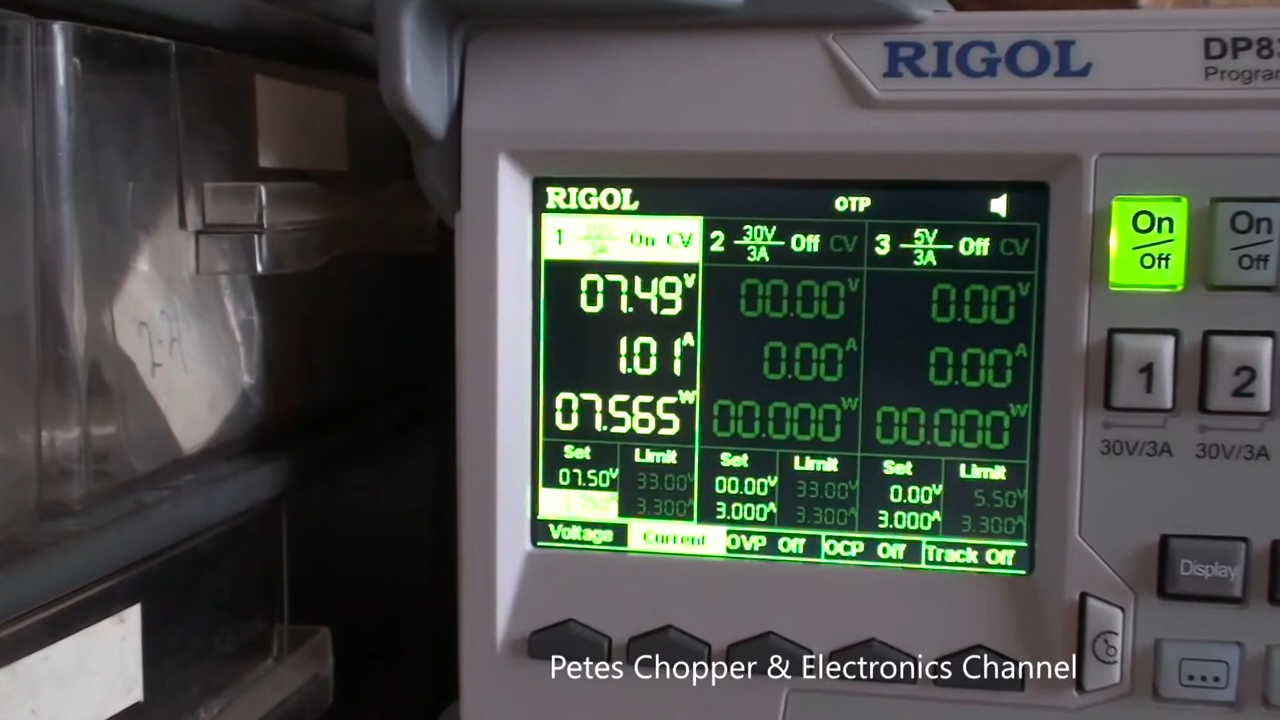 RIGOL
DP83
Program
RIGOL OTP
1 On CV 2 30V/3A Off CV 3 5V/3A Off CV
07.49V 00.00V 0.00V
1.01A 0.00A 0.00A
07.565W 00.000W 00.000W
Set Limit Set Limit Set Limit
07.50V 33.00V 00.00V 33.00V 0.00V 5.50V
3.300A 3.000A 3.300A 3.000A 3.300A
Voltage Current OVP Off OCP Off Track Off
On Off On Off
1 2
30V/3A 30V/3A
Display
Petes Chopper & Electronics Channel